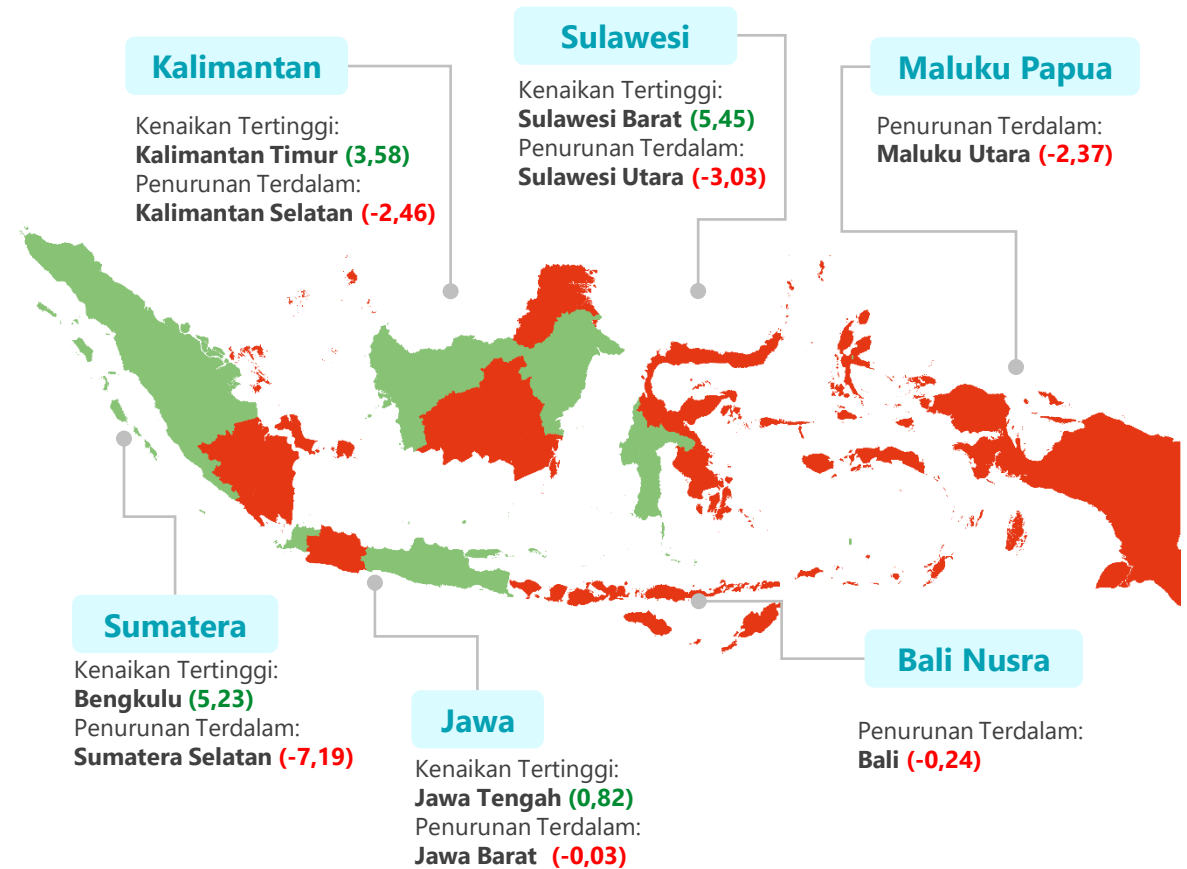 Kalimantan
Kenaikan Tertinggi:
Kalimantan Timur (3,58)
Penurunan Terdalam:
Kalimantan Selatan (-2,46)
Sulawesi
Kenaikan Tertinggi:
Sulawesi Barat (5,45)
Penurunan Terdalam:
Sulawesi Utara (-3,03)
Maluku Papua
Penurunan Terdalam:
Maluku Utara (-2,37)
Sumatera
Kenaikan Tertinggi:
Bengkulu (5,23)
Penurunan Terdalam:
Sumatera Selatan (-7,19)
Jawa
Kenaikan Tertinggi:
Jawa Tengah (0,82)
Penurunan Terdalam:
Jawa Barat (-0,03)
Bali Nusra
Penurunan Terdalam:
Bali (-0,24)